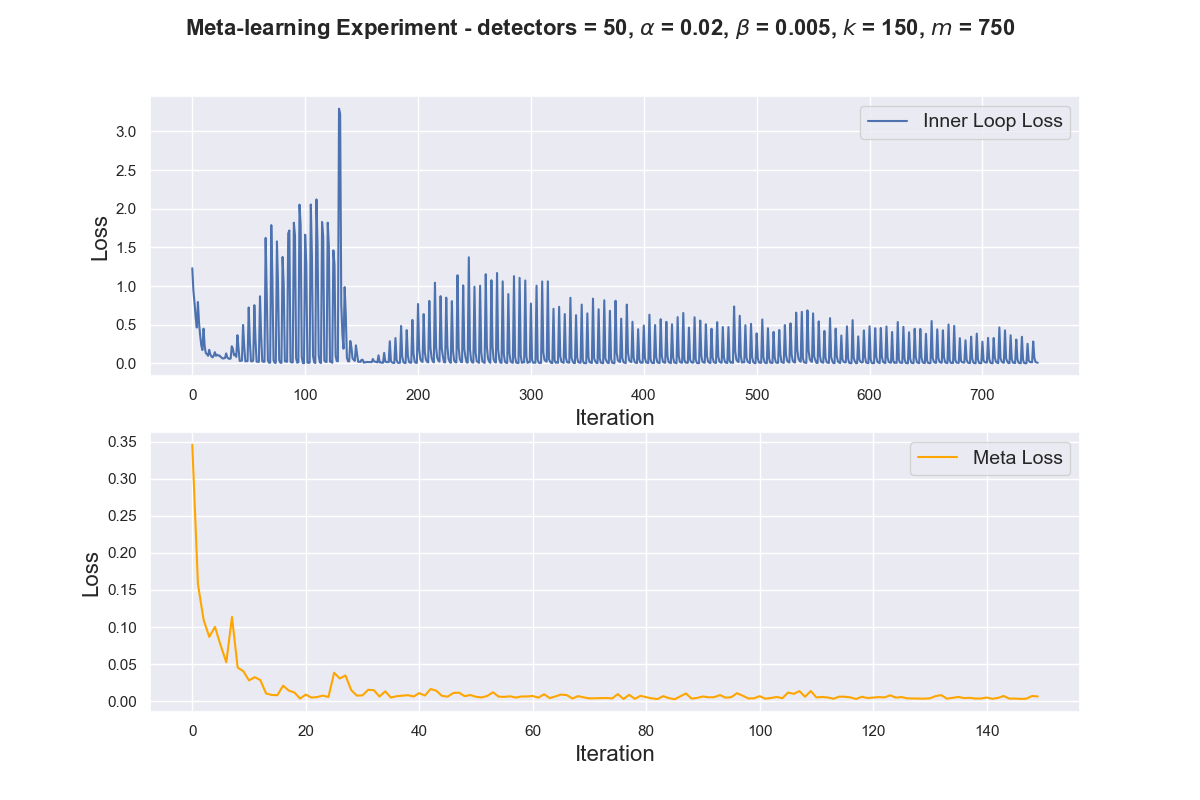 Meta-learning Experiment - detectors = 50, α = 0.02, β = 0.005, k = 150, m = 750
Inner Loop Loss
Loss
3.0
2.5
2.0
1.5
1.0
0.5
0.0
0 100 200 300 400 500 600 700
Iteration
Meta Loss
Loss
0.35
0.30
0.25
0.20
0.15
0.10
0.05
0.00
0 20 40 60 80 100 120 140
Iteration